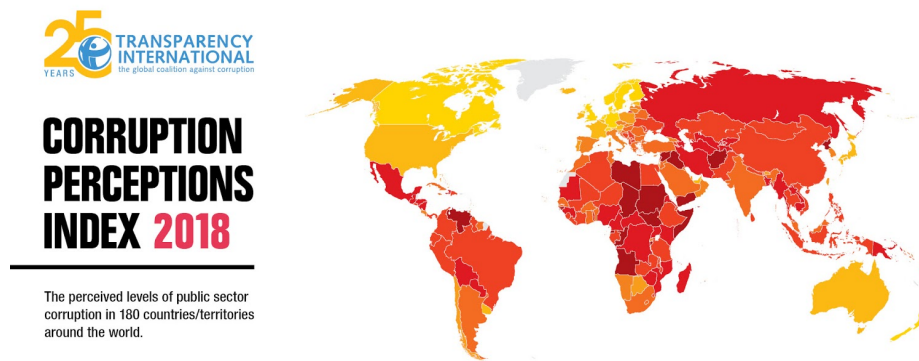 25
YEARS
TRANSPARENCY
INTERNATIONAL
the global coalition against corruption
CORRUPTION
PERCEPTIONS
INDEX 2018
The perceived levels of public sector
corruption in 180 countries/territories
around the world.